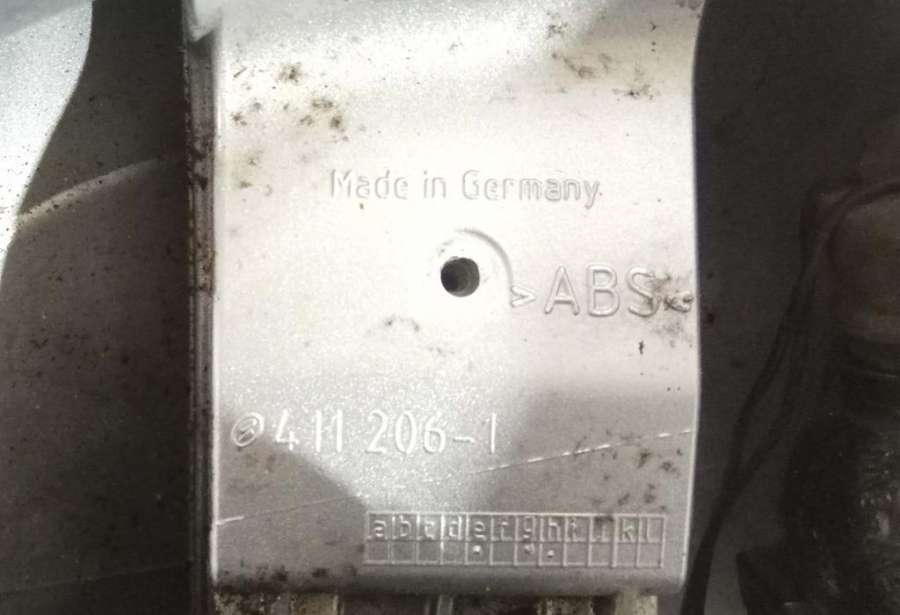 Made in Germany
>ABS<
411 206-1
a b c d e f g h i j k l